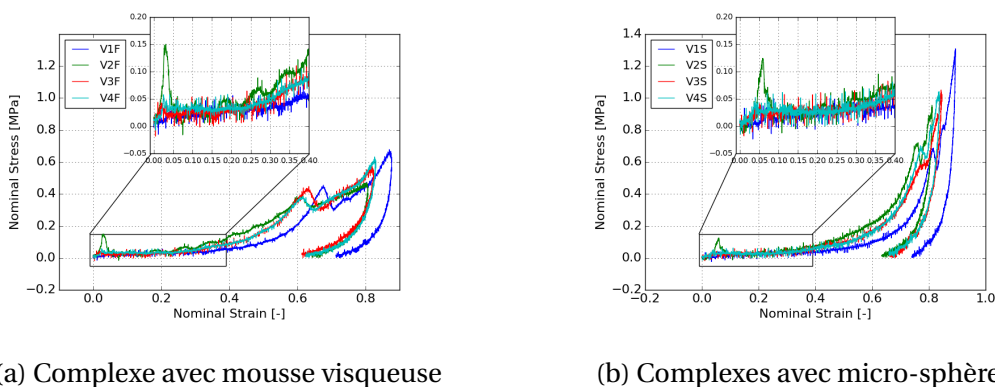 0.20
0.15
0.10
0.05
0.00
−0.05
0.00 0.05 0.10 0.15 0.20 0.25 0.30 0.35 0.40
V1F
V2F
V3F
V4F
1.2
1.0
0.8
0.6
0.4
0.2
0.0
−0.2
0.0 0.2 0.4 0.6 0.8
Nominal Stress [MPa]
Nominal Strain [-]
0.20
0.15
0.10
0.05
0.00
−0.05
0.00 0.05 0.10 0.15 0.20 0.25 0.30 0.35 0.40
V1S
V2S
V3S
V4S
1.4
1.2
1.0
0.8
0.6
0.4
0.2
0.0
−0.2
−0.2 0.0 0.2 0.4 0.6 0.8 1.0
Nominal Stress [MPa]
Nominal Strain [-]
a) Complexe avec mousse visqueuse
(b) Complexes avec micro-sphère